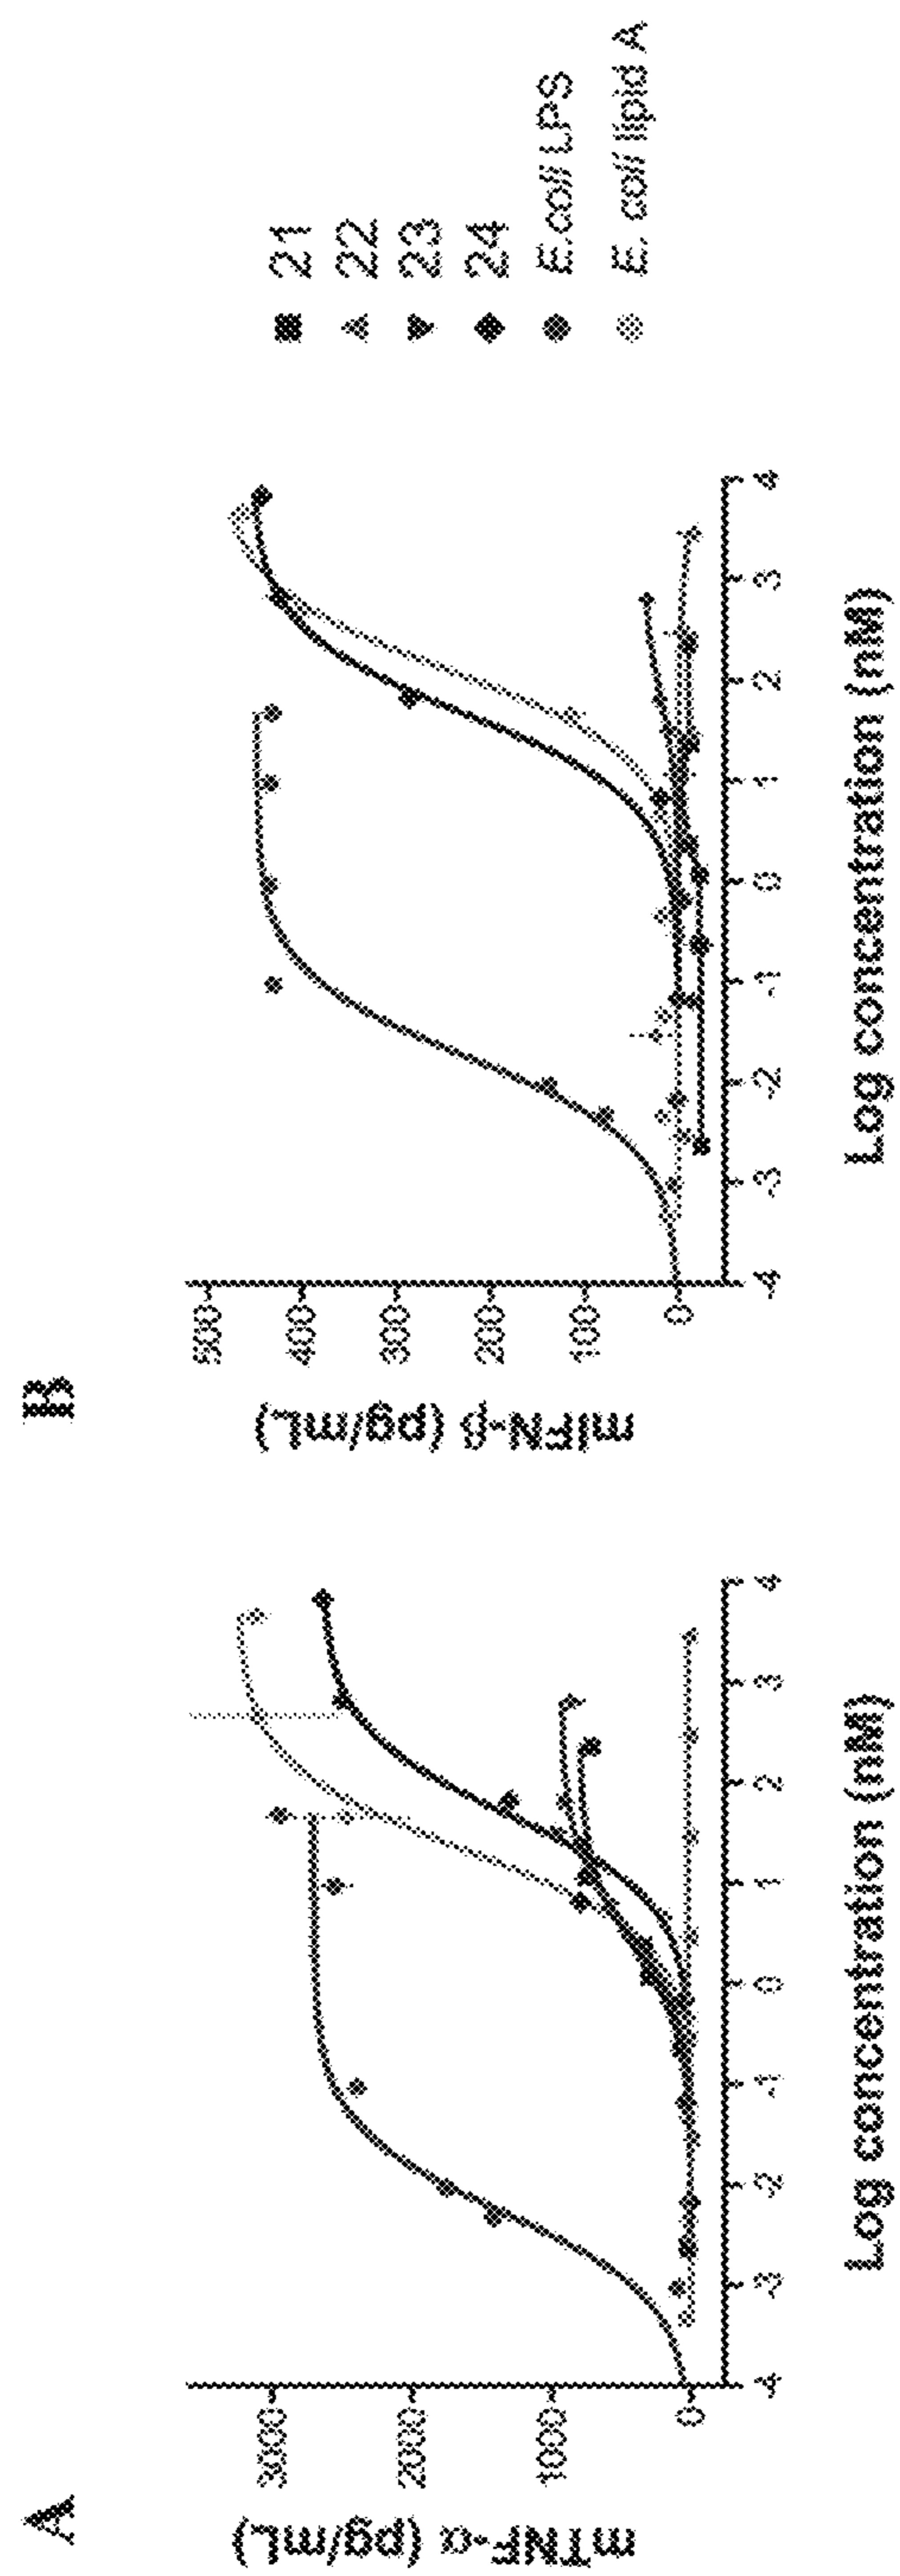 A
mTNF-α (pg/mL)
3000
2000
1000
0
-4 -3 -2 -1 0 1 2 3 4
Log concentration (nM)
B
mIFN-β (pg/mL)
500
400
300
200
100
0
-4 -3 -2 -1 0 1 2 3 4
Log concentration (nM)
21
22
23
24
E.coli LPS
E. coli lipid A